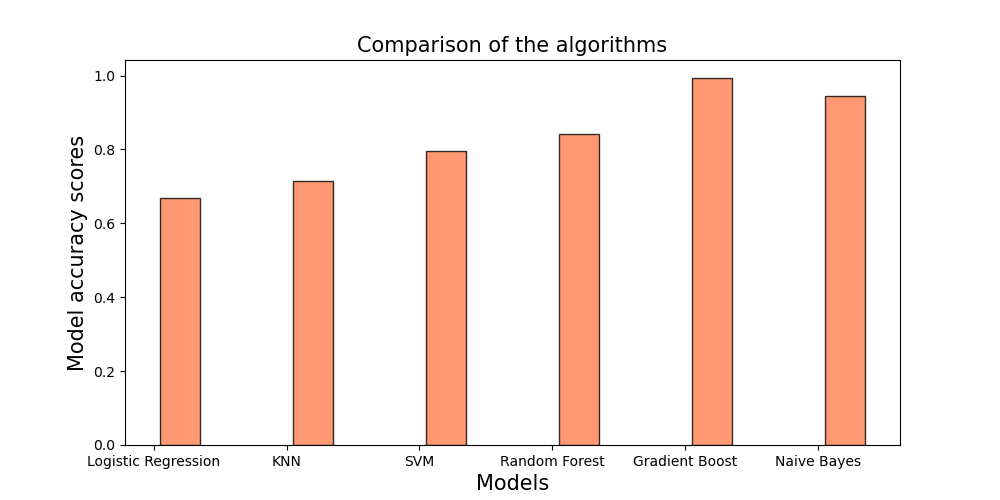 Comparison of the algorithms
Model accuracy scores
1.0
0.8
0.6
0.4
0.2
0.0
Logistic Regression KNN SVM Random Forest Gradient Boost Naive Bayes
Models